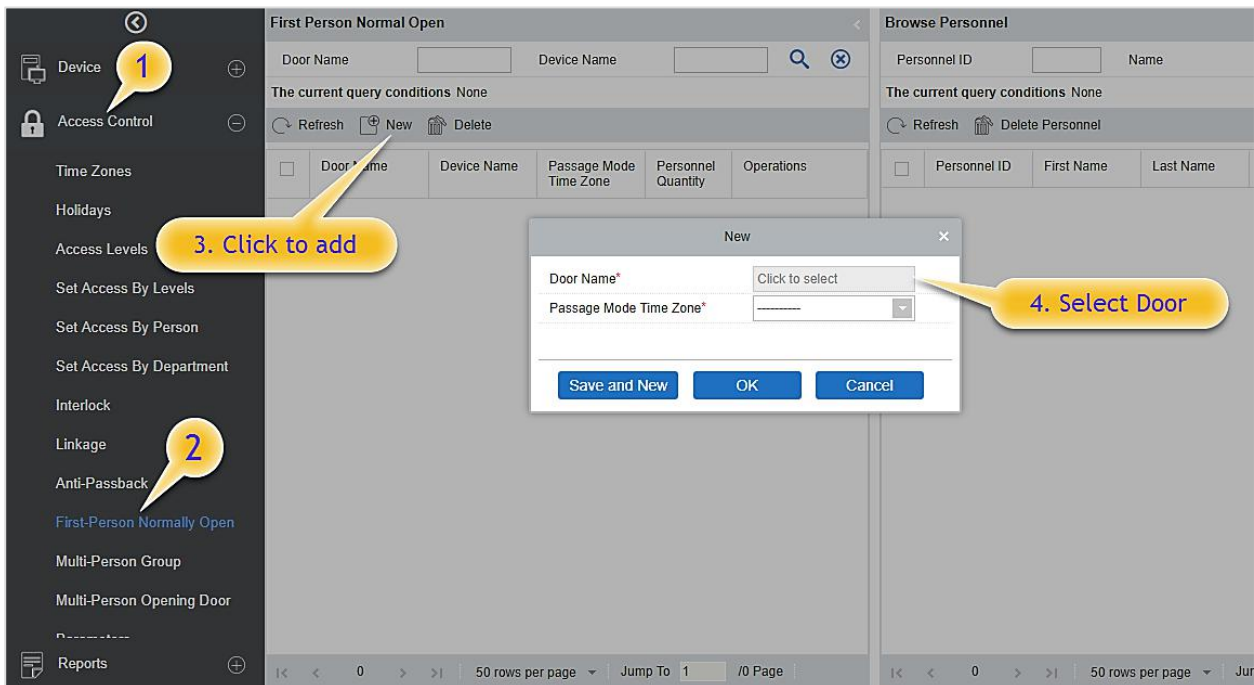 Device
1
Access Control
Time Zones
Holidays
Access Levels
Set Access By Levels
Set Access By Person
Set Access By Department
Interlock
Linkage
2
Anti-Passback
First-Person Normally Open
Multi-Person Group
Multi-Person Opening Door
Parameters
Reports
First Person Normal Open
Door Name Device Name
The current query conditions None
Refresh New Delete
Door Name Device Name Passage Mode Time Zone Personnel Quantity Operations
3. Click to add
New
Door Name* Click to select
4. Select Door
Passage Mode Time Zone* ----------
Save and New OK Cancel
0 50 rows per page Jump To 1 /0 Page
Browse Personnel
Personnel ID Name
The current query conditions None
Refresh Delete Personnel
Personnel ID First Name Last Name
0 50 rows per page